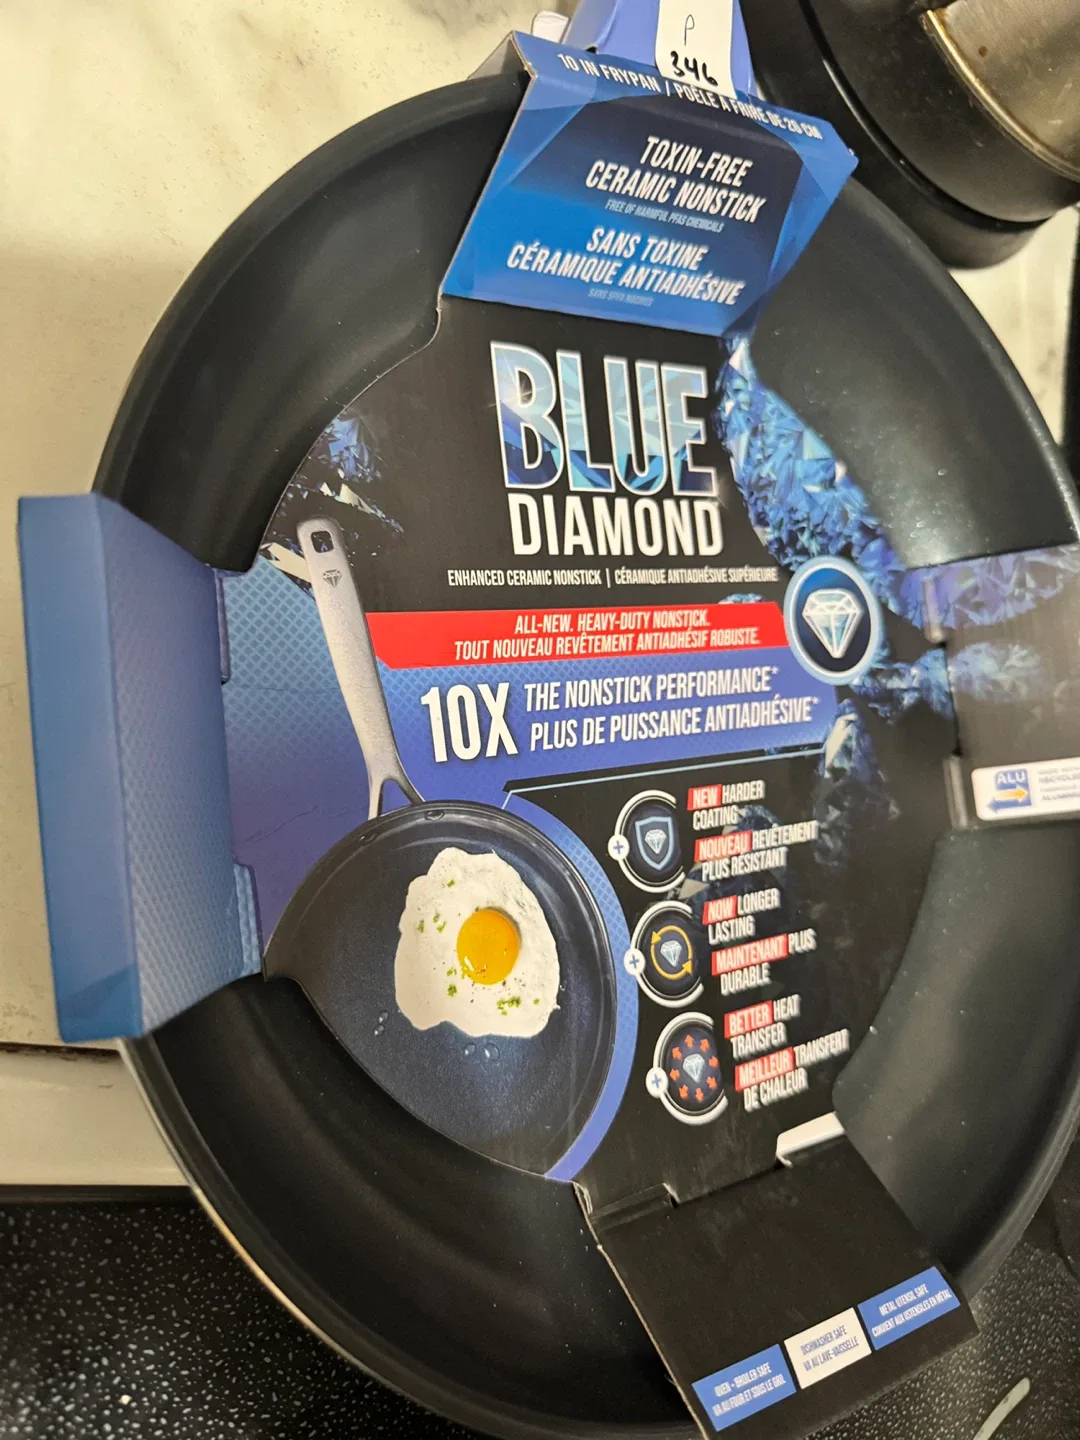 P
346
10 IN FRYPAN / POÊLE À FRIRE DE 26 CM
TOXIN-FREE
CERAMIC NONSTICK
FREE OF HARMFUL PFAS CHEMICALS
SANS TOXINE
CÉRAMIQUE ANTIADHÉSIVE
SANS SPFA NOCIFS
BLUE
DIAMOND
ENHANCED CERAMIC NONSTICK | CÉRAMIQUE ANTIADHÉSIVE SUPÉRIEURE
ALL-NEW. HEAVY-DUTY NONSTICK.
TOUT NOUVEAU REVÊTEMENT ANTIADHÉSIF ROBUSTE.
10X THE NONSTICK PERFORMANCE*
PLUS DE PUISSANCE ANTIADHÉSIVE*
NEW HARDER
COATING
NOUVEAU REVÊTEMENT
PLUS RÉSISTANT
NOW LONGER
LASTING
MAINTENANT PLUS
DURABLE
BETTER HEAT
TRANSFER
MEILLEUR TRANSFERT
DE CHALEUR
ALU
OVEN + BROILER SAFE
VA AU FOUR ET SOUS LE GRIL
DISHWASHER SAFE
VA AU LAVE-VAISSELLE
METAL UTENSIL SAFE
CONVIENT AUX USTENSILES EN MÉTAL